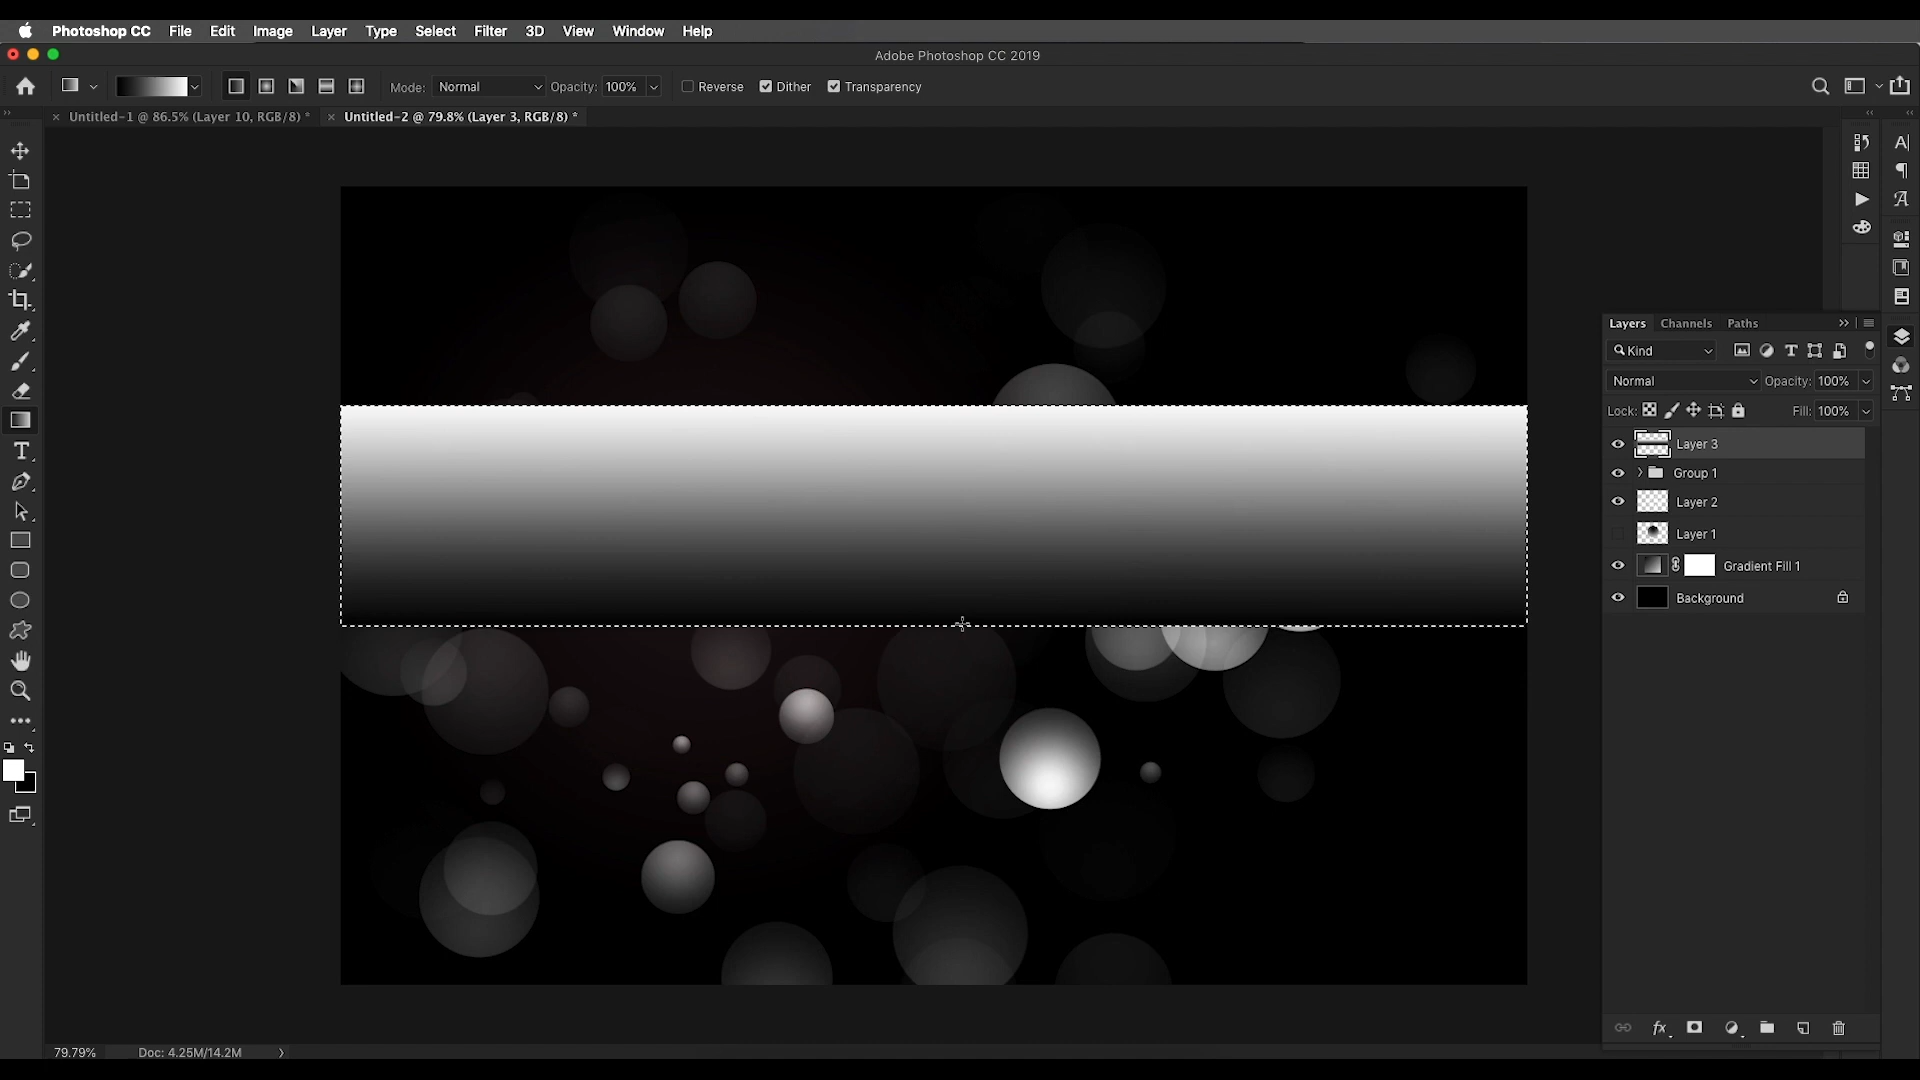 Photoshop CC File Edit Image Layer Type Select Filter 3D View Window Help
Adobe Photoshop CC 2019
Mode: Normal Opacity: 100% Reverse Dither Transparency
Untitled-1 @ 86.5% (Layer 10, RGB/8) * Untitled-2 @ 79.8% (Layer 3, RGB/8) *
Layers Channels Paths
Kind
Normal Opacity: 100%
Lock: Fill: 100%
Layer 3
Group 1
Layer 2
Layer 1
Gradient Fill 1
Background
fx
79.79% Doc: 4.25M/14.2M